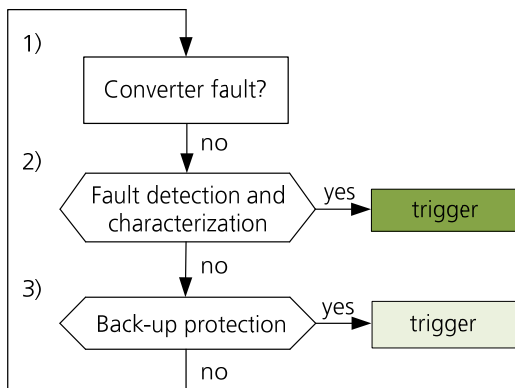 1)
Converter fault?
no
2)
Fault detection and
characterization
yes
trigger
no
3)
Back-up protection
yes
trigger
no